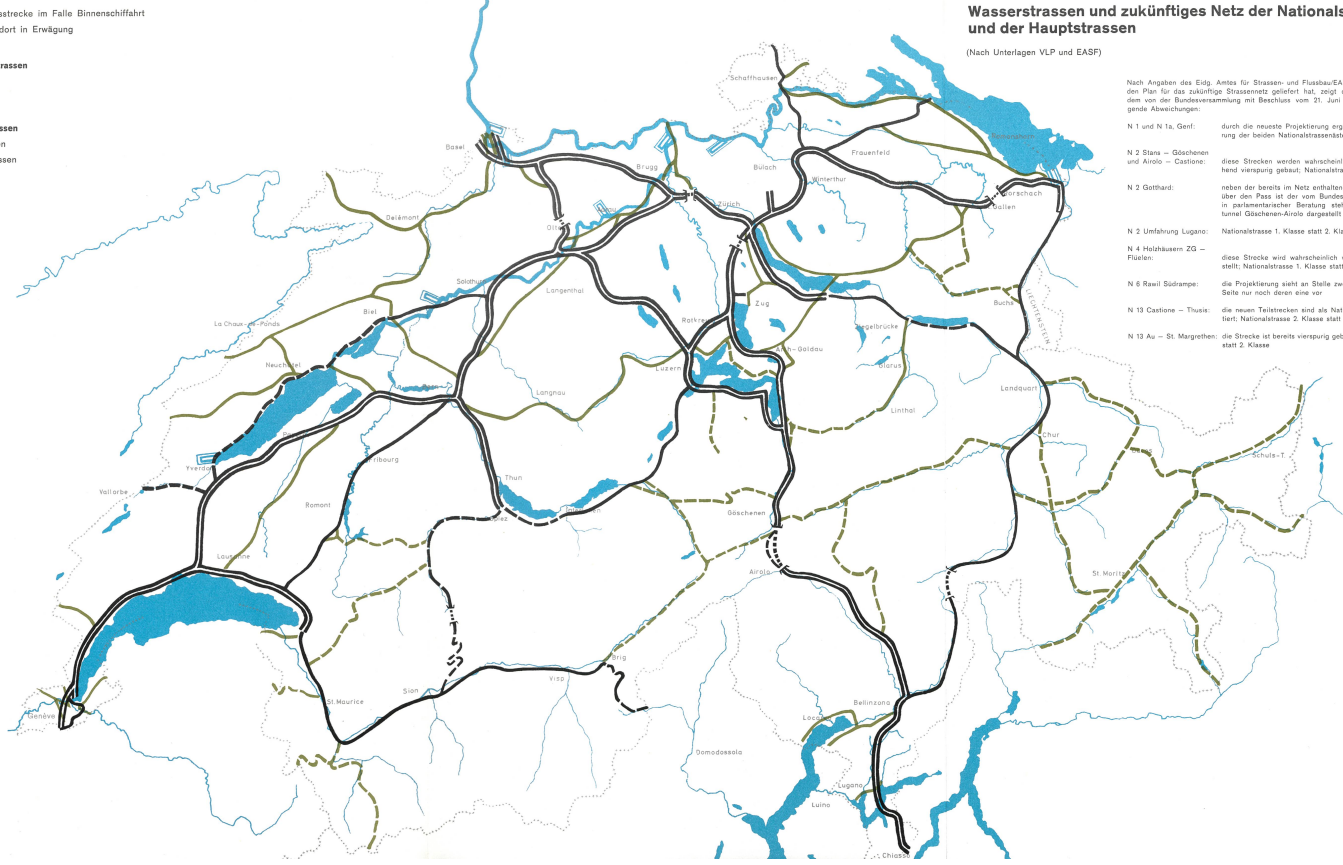 sstrecke im Falle Binnenschiffahrt
dort in Erwägung
rassen
ssen
en
ssen
Wasserstrassen und zukünftiges Netz der Nationals
und der Hauptstrassen
(Nach Unterlagen VLP und EASF)
Nach Angaben des Eidg. Amtes für Strassen- und Flussbau/EA
den Plan für das zukünftige Strassennetz geliefert hat, zeigt
dem von der Bundesversammlung mit Beschluss vom 21. Juni
gende Abweichungen:
N 1 und N 1a, Genf: durch die neueste Projektierung erg
rung der beiden Nationalstrassenäst
N 2 Stans – Göschenen
und Airolo – Castione: diese Strecken werden wahrscheinl
hend vierspurig gebaut; Nationalstra
N 2 Gotthard: neben der bereits im Netz enthalten
über den Pass ist der vom Bundes
in parlamentarischer Beratung steh
tunnel Göschenen-Airolo dargestellt
N 2 Umfahrung Lugano: Nationalstrasse 1. Klasse statt 2. Kla
N 4 Holzhäusern ZG –
Flüelen: diese Strecke wird wahrscheinlich
stellt; Nationalstrasse 1. Klasse statt
N 6 Rawil Südrampe: die Projektierung sieht an Stelle zwe
Seite nur noch deren eine vor
N 13 Castione – Thusis: die neuen Teilstrecken sind als Nat
tiert; Nationalstrasse 2. Klasse statt
N 13 Au – St. Margrethen: die Strecke ist bereits vierspurig geb
statt 2. Klasse
Schaffhausen
Basel
Brugg
Bülach
Frauenfeld
Winterthur
Rorschach
Gallen
Zürich
Delémont
Olten
Solothurn
Langenthal
Biel
La Chaux-de-Fonds
Zug
Rotkreuz
Buchs
LIECHTENSTEIN
Ziegelbrücke
Arth-Goldau
Glarus
Neuchâtel
Bern
Luzern
Langnau
Landquart
Linthal
Chur
Fribourg
Yverdon
Schuls-T.
Vallorbe
Thun
Romont
Spiez
Interlaken
Göschenen
Lausanne
Airolo
St. Moritz
Brig
Visp
Sion
St.Maurice
Genève
Bellinzona
Locarno
Domodossola
Lugano
Luino
Chiasso